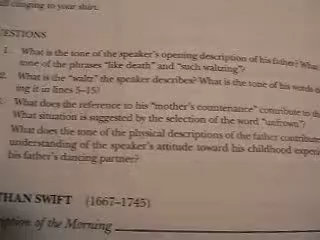 still clinging to your shirt.
ESTIONS
1. What is the tone of the speaker's opening description of his father? What
tone of the phrases "like death" and "such waltzing"?
2. What is the "waltz" the speaker describes? What is the tone of his words
ing it in lines 5–15?
What does the reference to his "mother's countenance" contribute to
What situation is suggested by the selection of the word "unfrown"?
What does the tone of the physical descriptions of the father contribute
understanding of the speaker's attitude toward his childhood
his father's dancing partner?
THAN SWIFT (1667–1745)
iption of the Morning